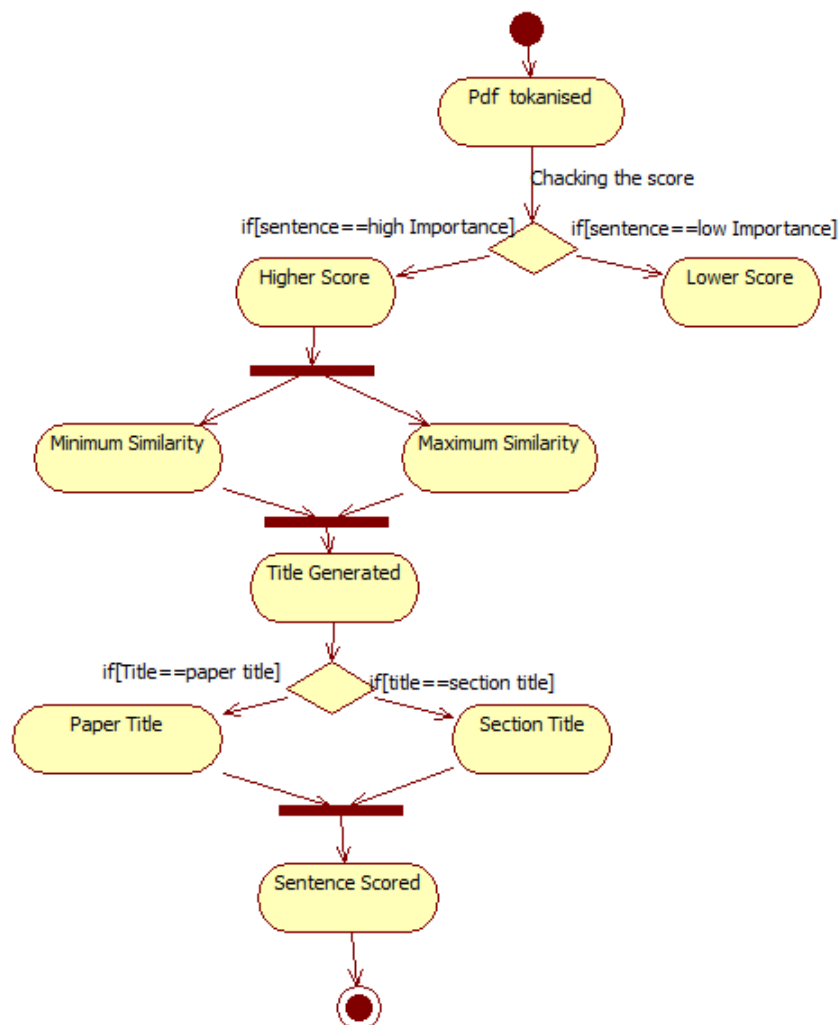 Pdf  tokanised
Chacking the score
if[sentence==high Importance]
if[sentence==low Importance]
Higher Score
Lower Score
Minimum Similarity
Maximum Similarity
Title Generated
if[Title==paper title]
if[title==section title]
Paper Title
Section Title
Sentence Scored